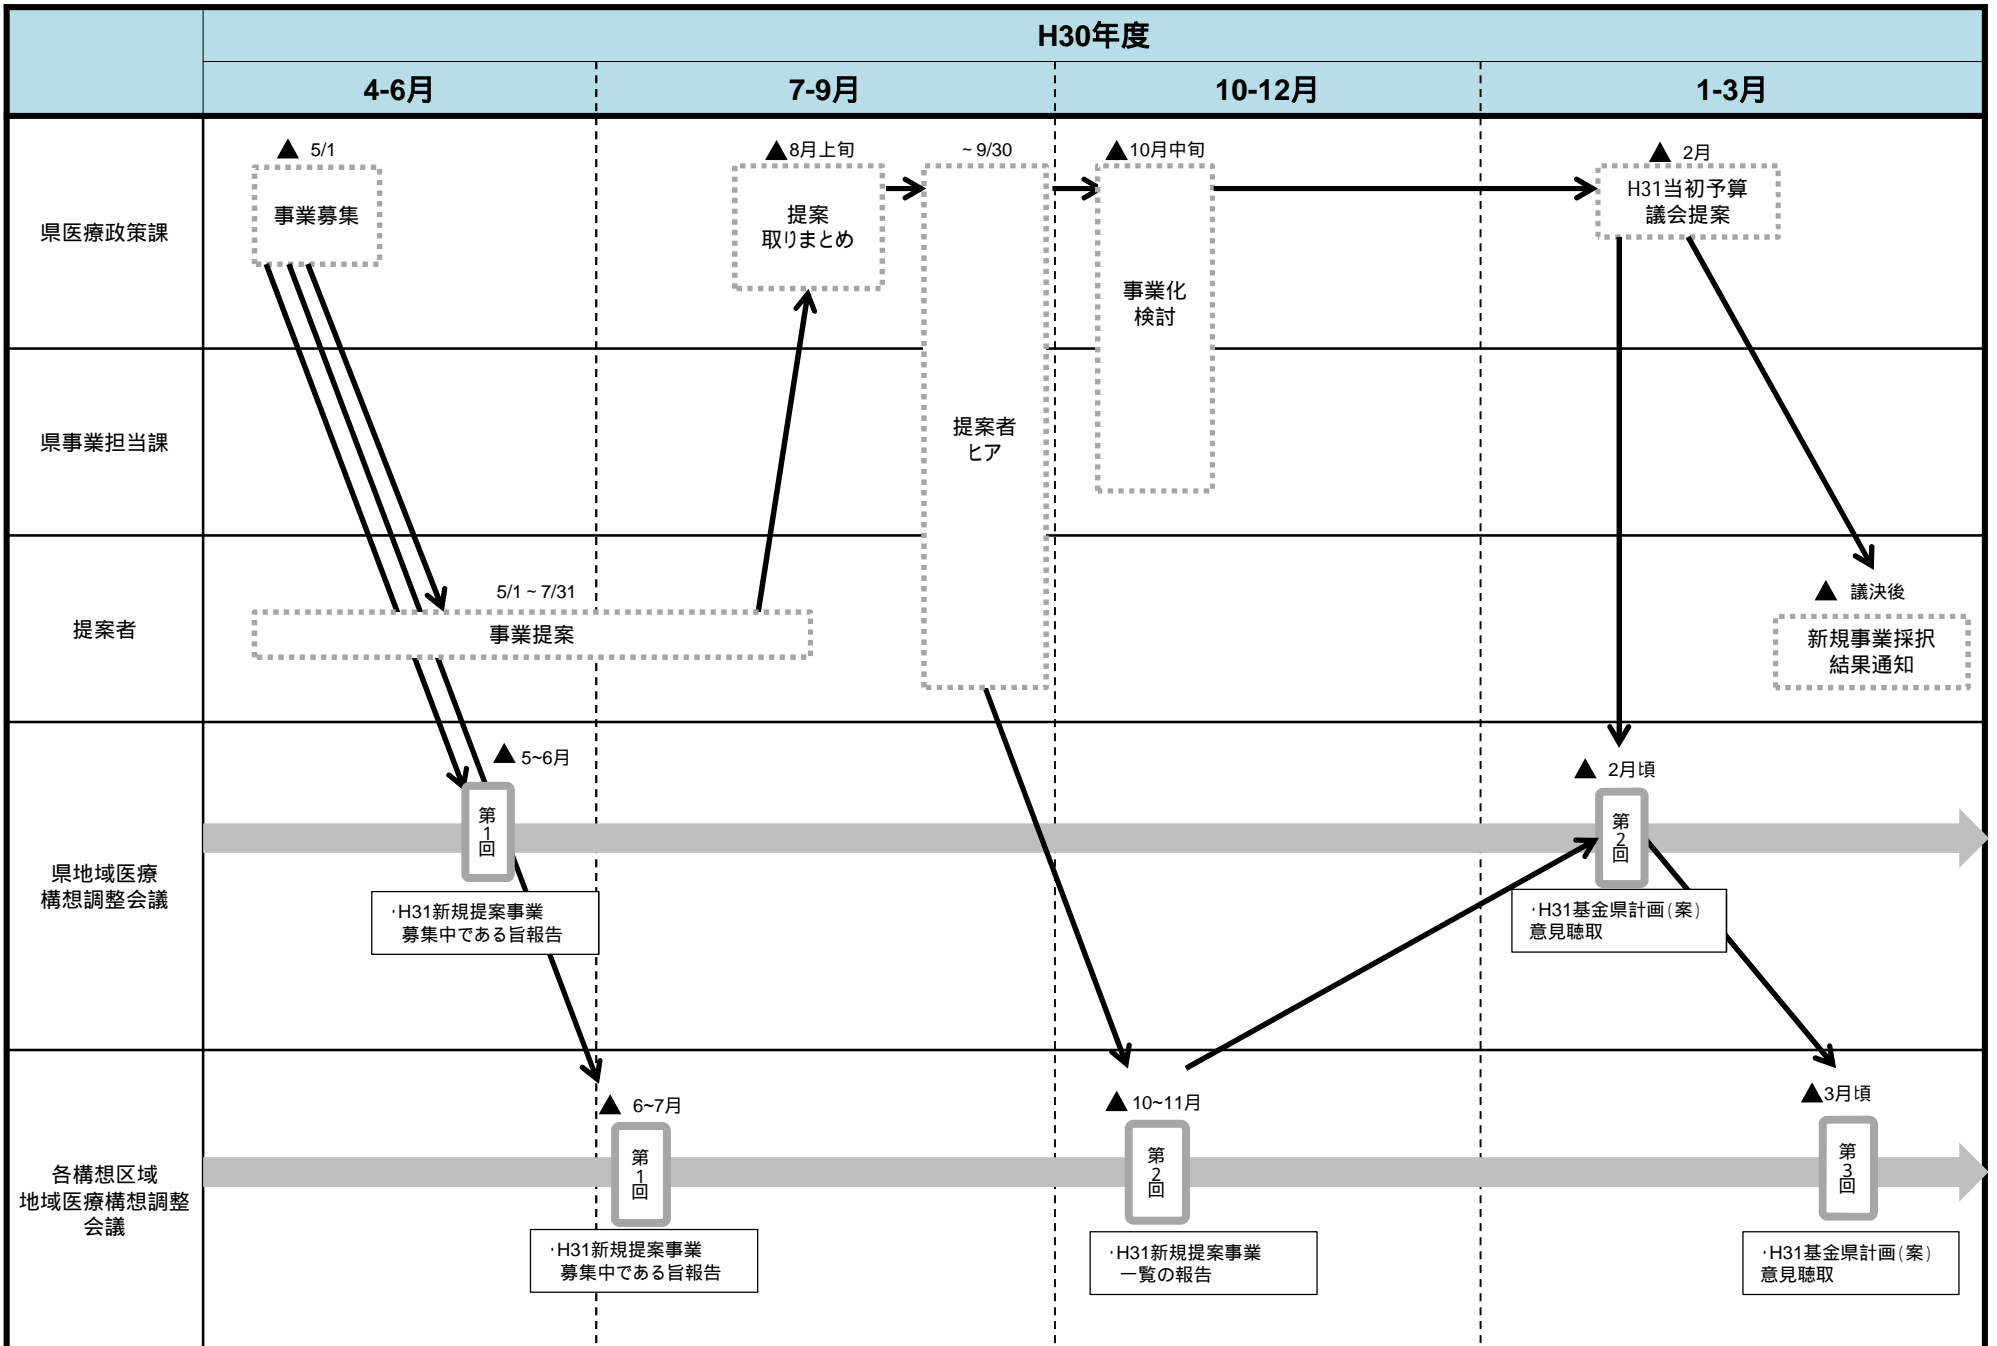 H30年度
4-6月
7-9月
10-12月
1-3月
県医療政策課
▲ 5/1
事業募集
▲8月上旬
提案
取りまとめ
~ 9/30
提案者
ヒア
▲10月中旬
事業化
検討
▲ 2月
H31当初予算
議会提案
県事業担当課
提案者
5/1 ~ 7/31
事業提案
▲ 議決後
新規事業採択
結果通知
県地域医療
構想調整会議
▲ 5~6月
第1回
・H31新規提案事業
募集中である旨報告
▲ 2月頃
第2回
・H31基金県計画(案)
意見聴取
各構想区域
地域医療構想調整
会議
▲ 6~7月
第1回
・H31新規提案事業
募集中である旨報告
▲ 10~11月
第2回
・H31新規提案事業
一覧の報告
▲3月頃
第3回
・H31基金県計画(案)
意見聴取